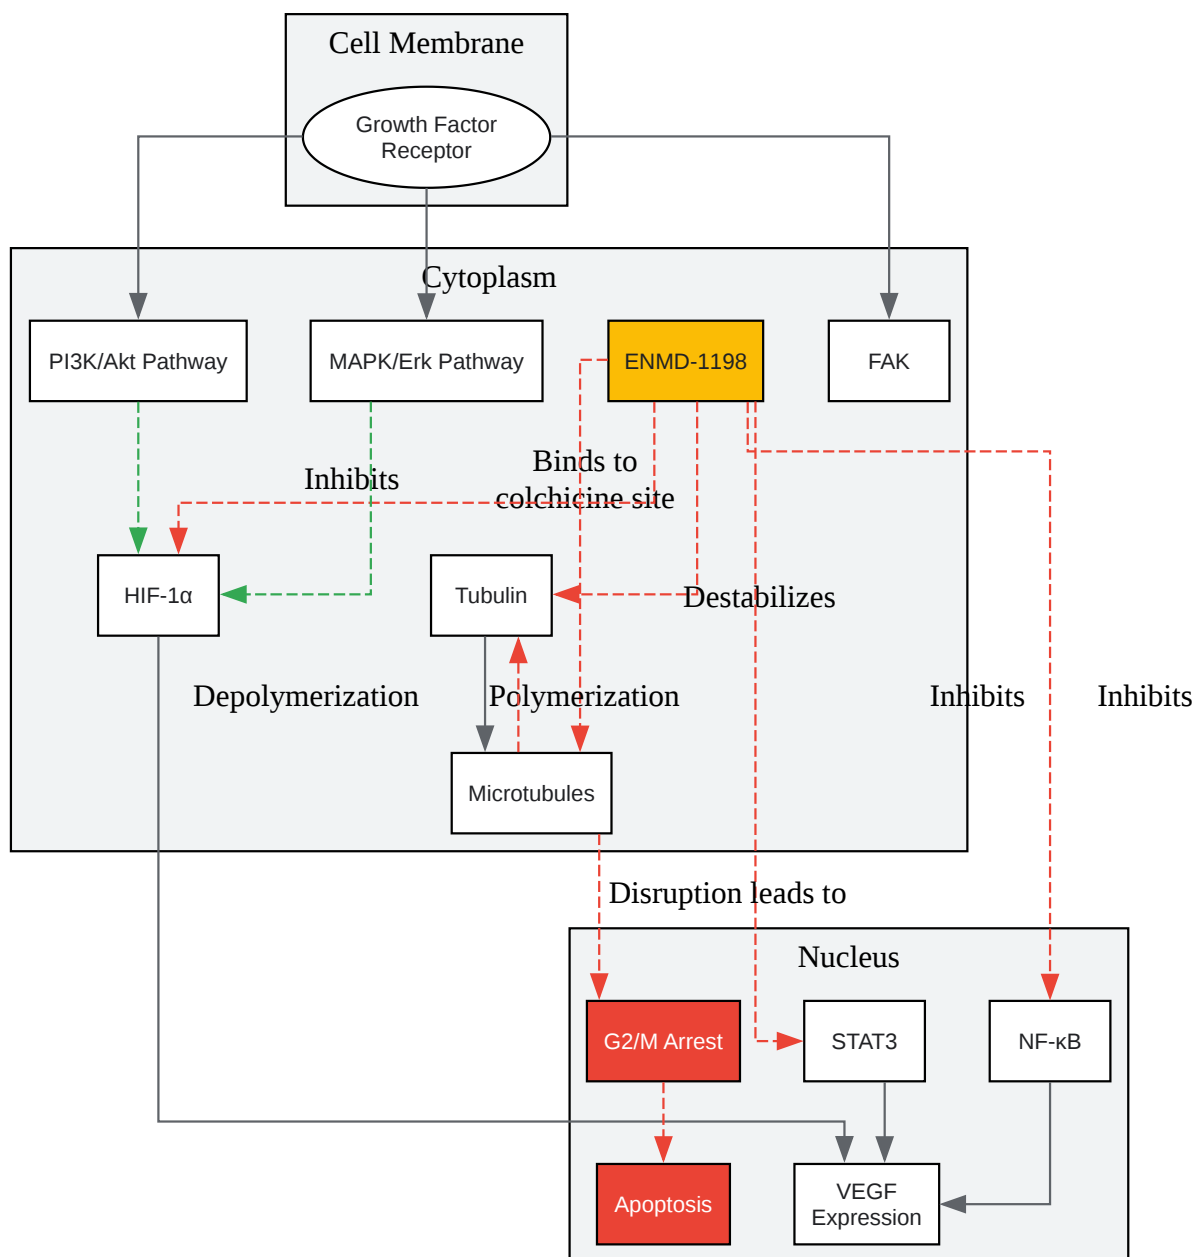 Cell Membrane
Growth Factor
Receptor
Cytoplasm
PI3K/Akt Pathway
MAPK/Erk Pathway
ENMD-1198
FAK
Inhibits
Binds to
colchicine site
HIF-1α
Tubulin
Destabilizes
Depolymerization
Polymerization
Inhibits
Inhibits
Microtubules
Disruption leads to
Nucleus
G2/M Arrest
STAT3
NF-κB
Apoptosis
VEGF
Expression